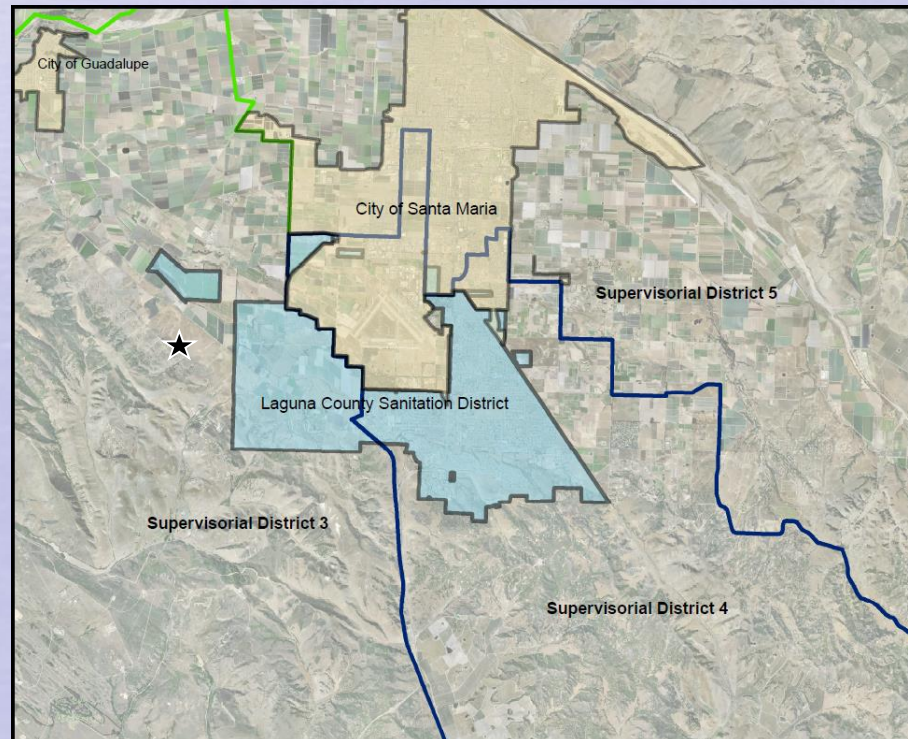 City of Guadalupe
City of Santa Maria
Supervisorial District 5
Laguna County Sanitation District
Supervisorial District 3
Supervisorial District 4